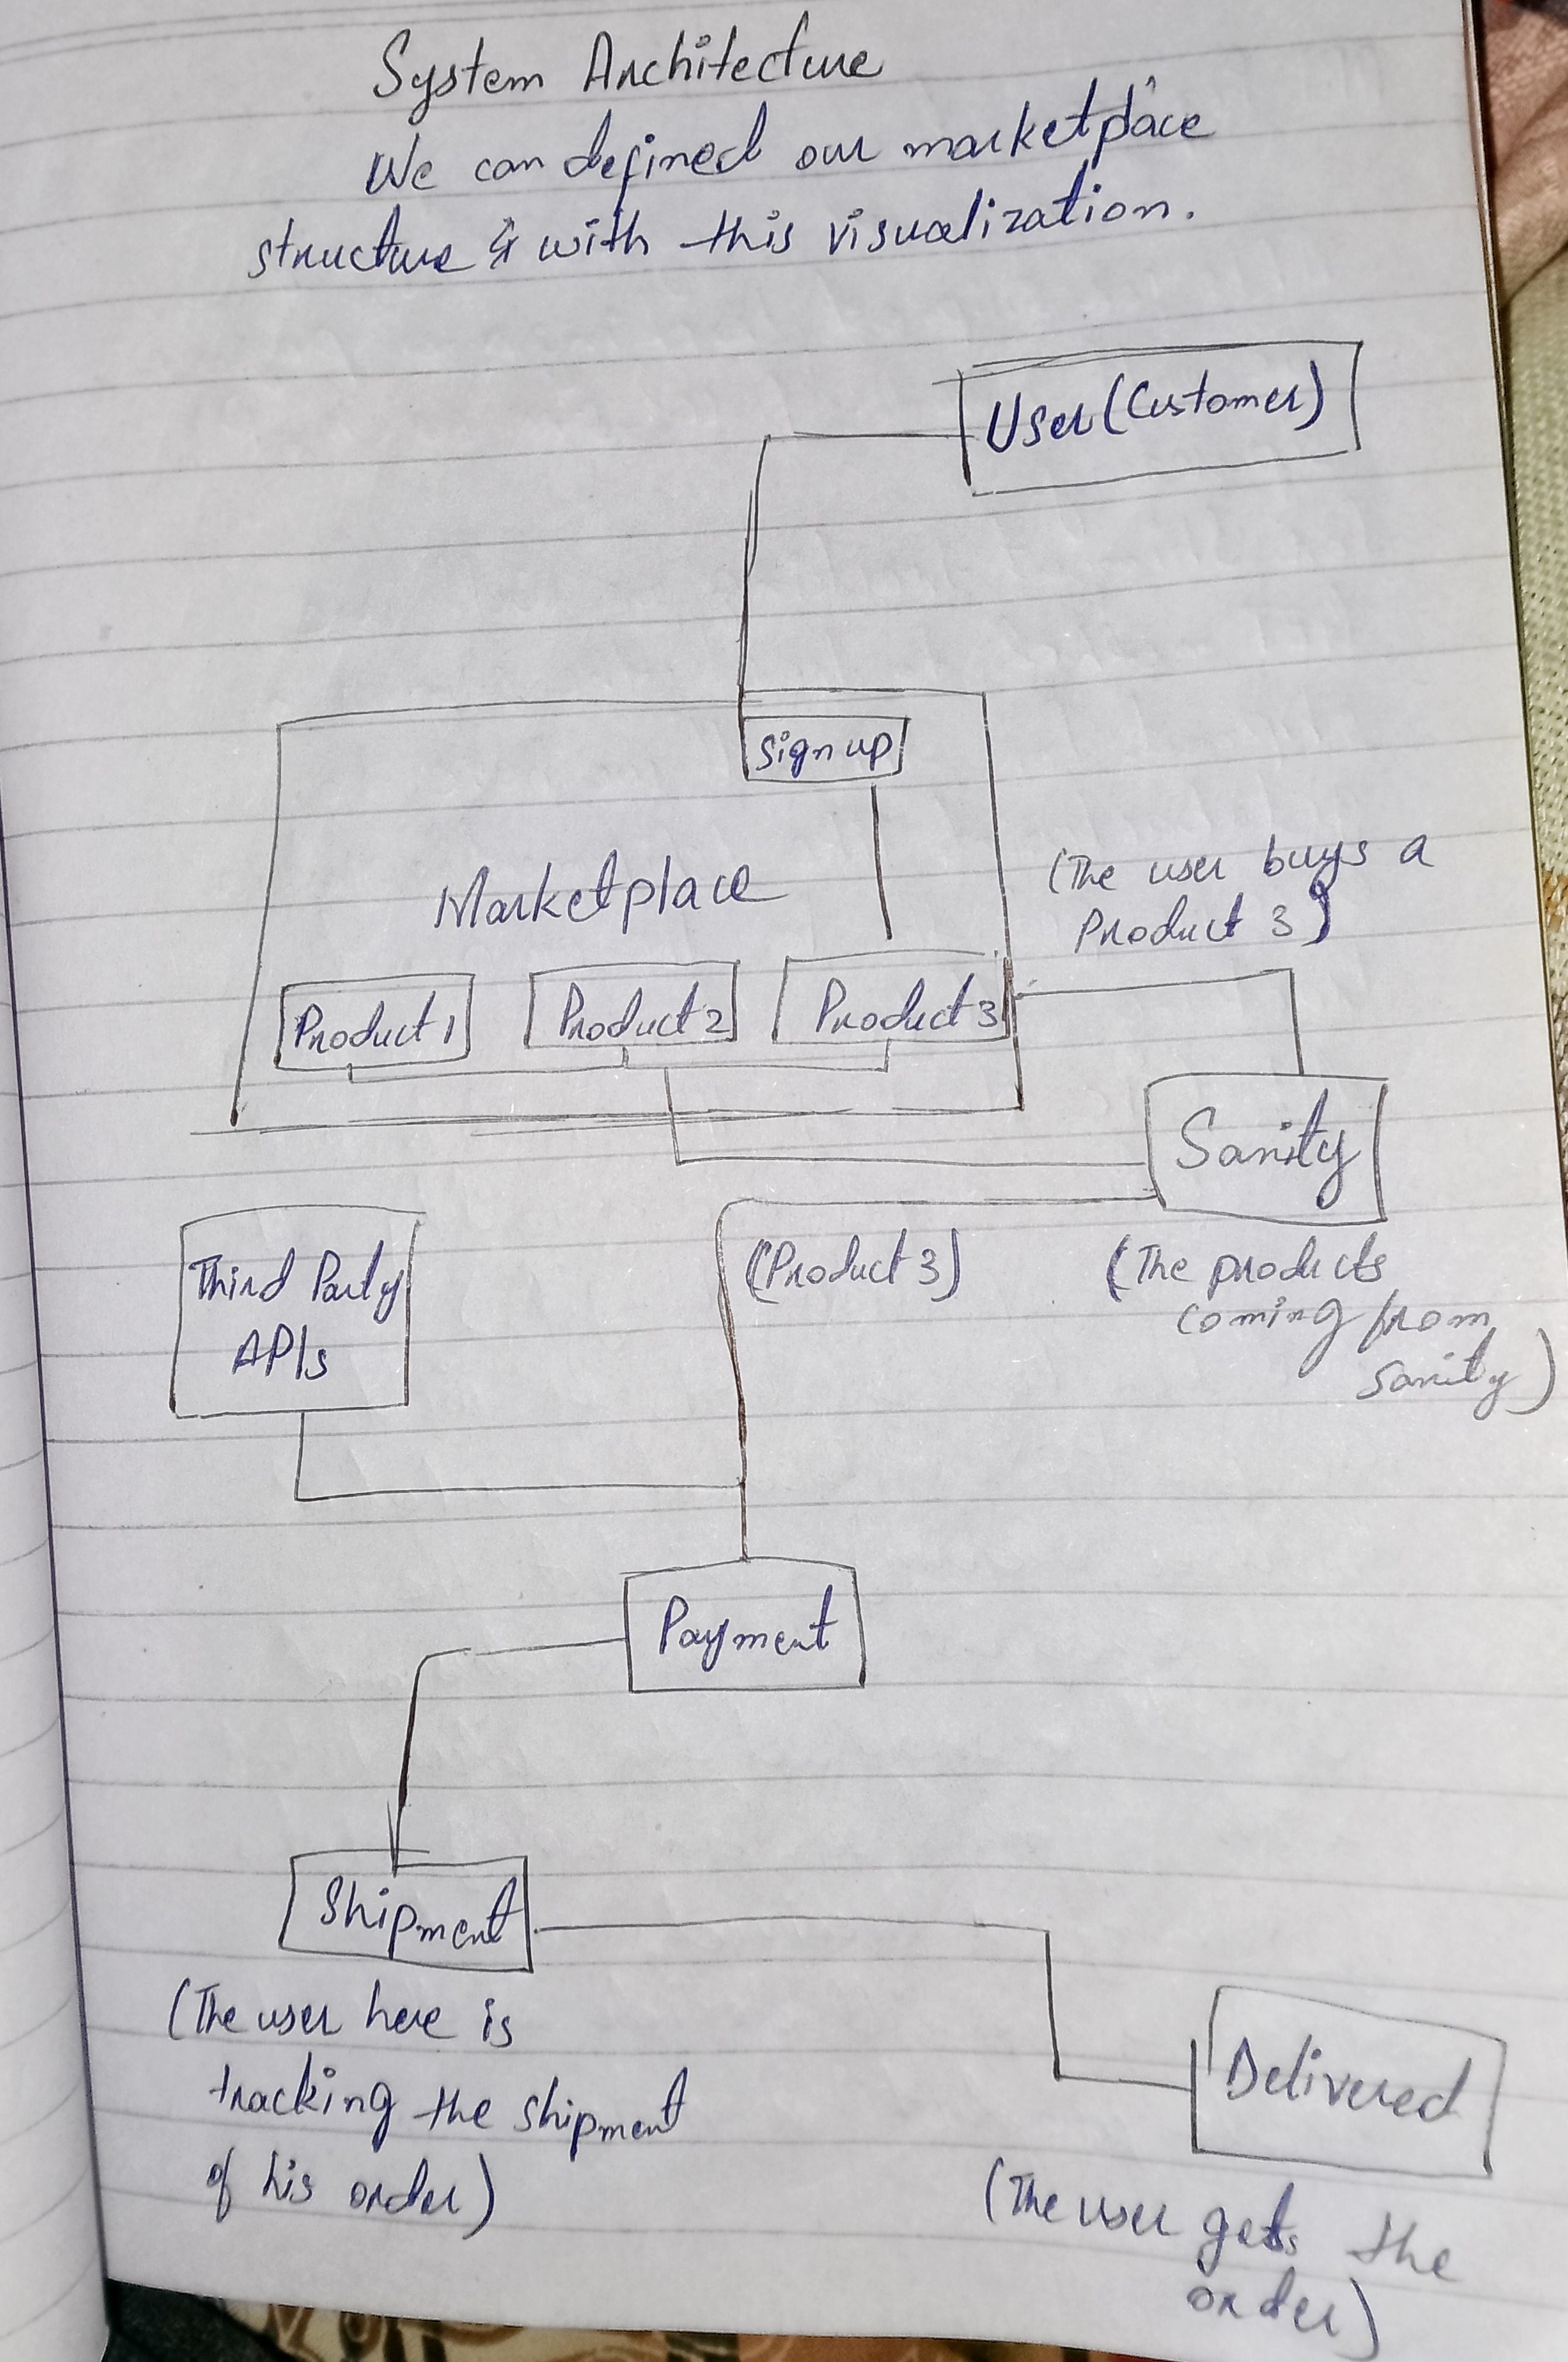 System Architecture
We can defined our marketplace
structure with this visualization.
User (Customer)
Sign up
Marketplace
(The user buys a
Product 3)
Product 1
Product 2
Product 3
Sanity
(The products
coming from
sanity)
(Product 3)
Third Party
APIs
Payment
Shipment
(The user here is
tracking the shipment
of his order)
Delivered
(The user gets the
order)